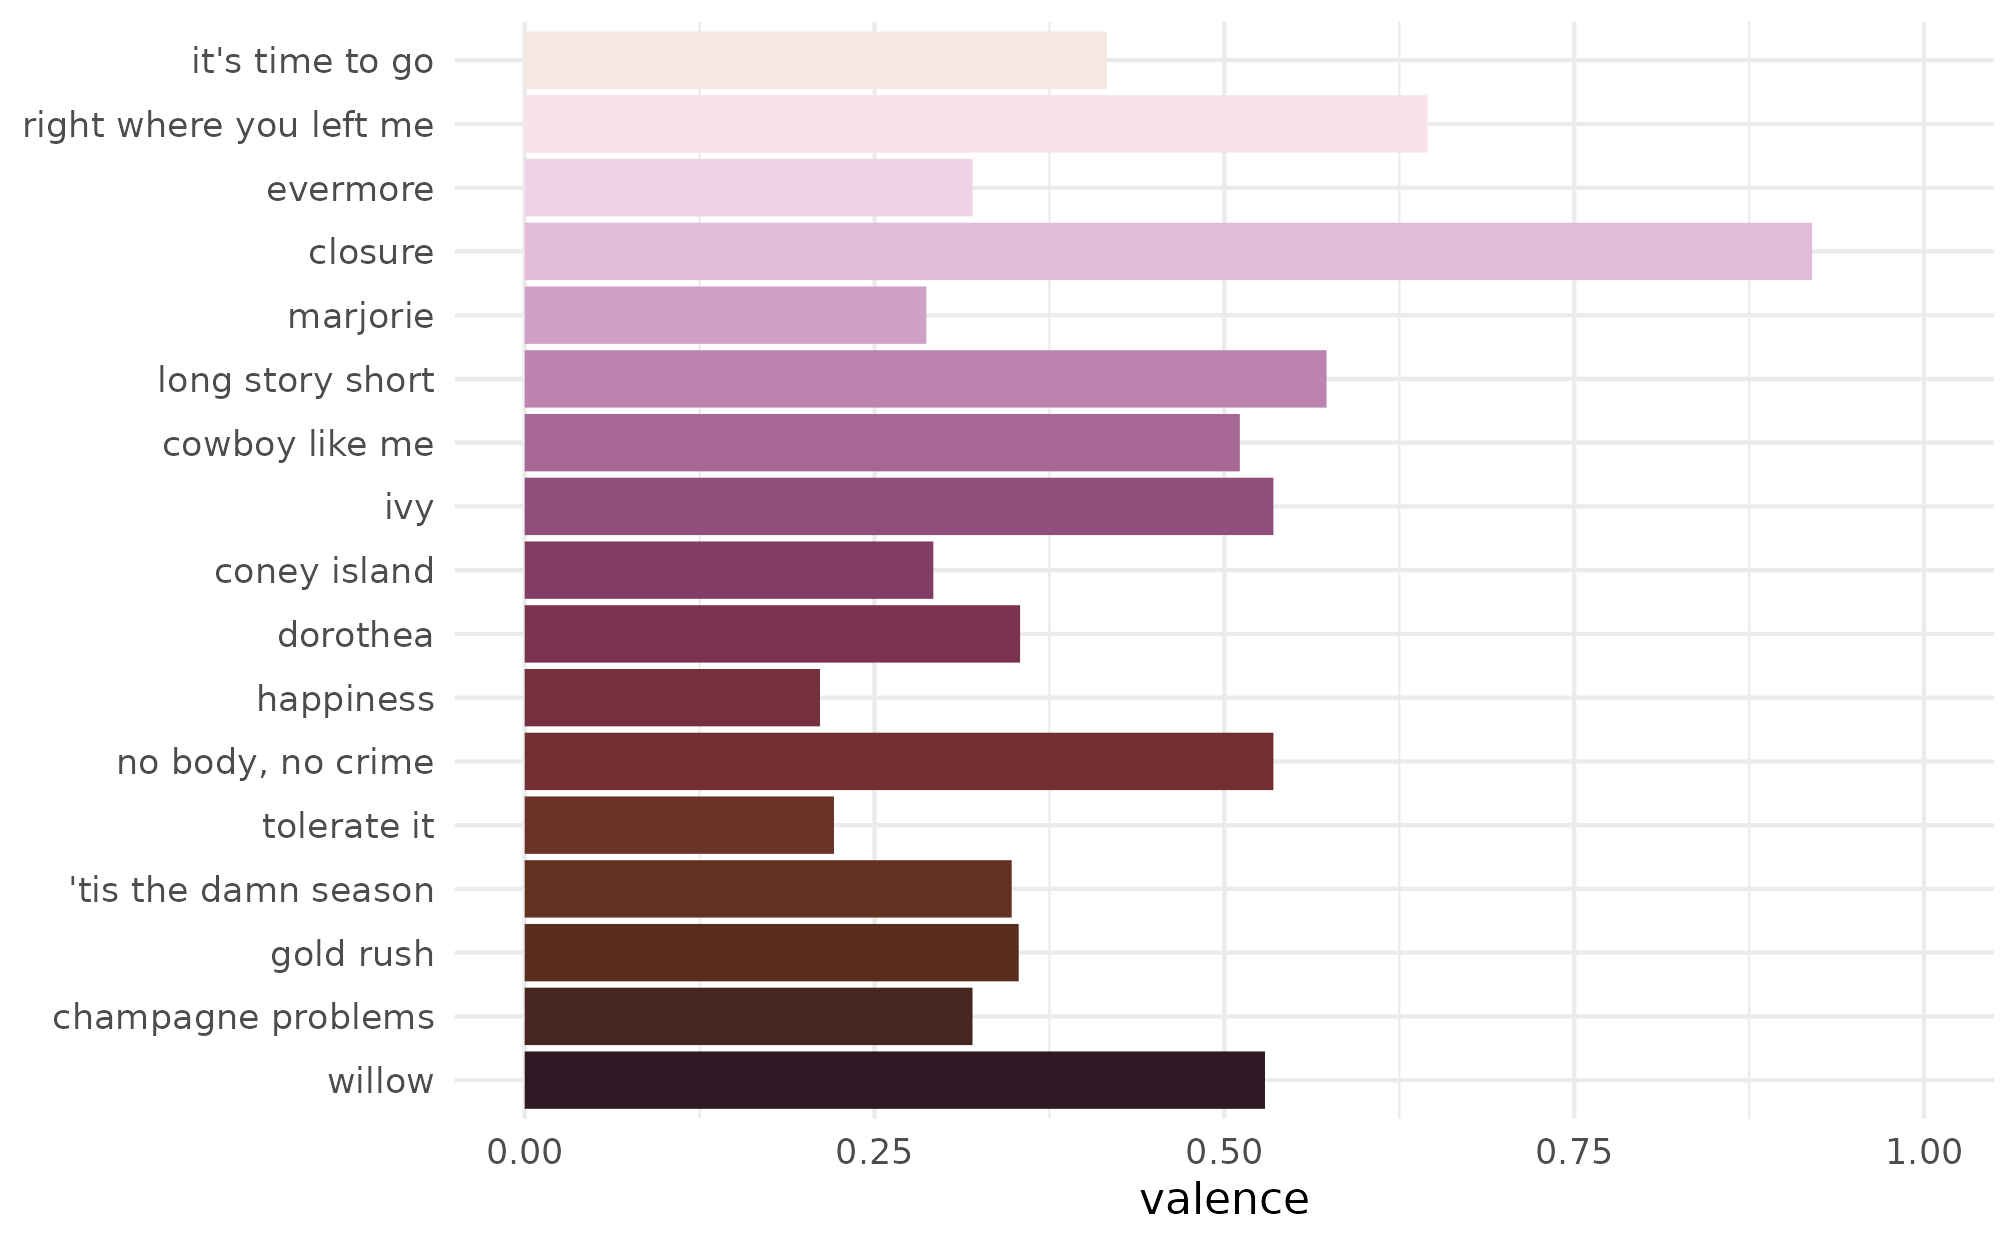 it's time to go
right where you left me
evermore
closure
marjorie
long story short
cowboy like me
ivy
coney island
dorothea
happiness
no body, no crime
tolerate it
'tis the damn season
gold rush
champagne problems
willow
0.00 0.25 0.50 0.75 1.00
valence